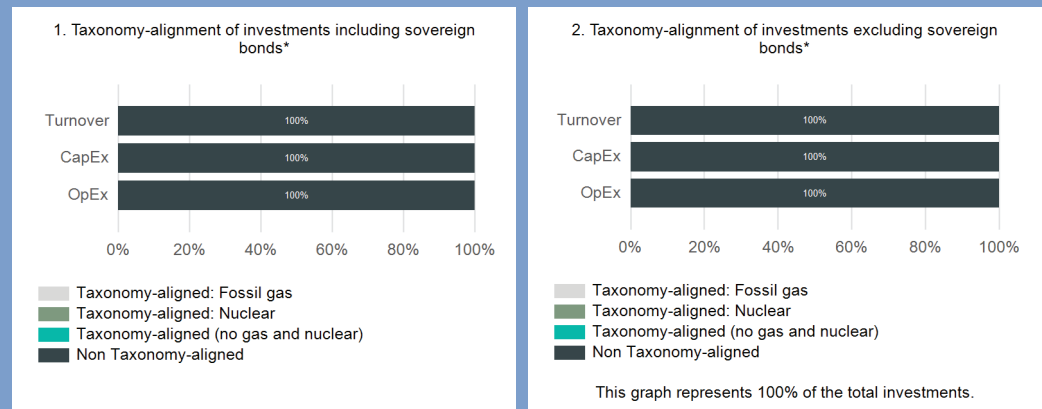 1. Taxonomy-alignment of investments including sovereign
bonds*
Turnover
100%
CapEx
100%
OpEx
100%
0% 20% 40% 60% 80% 100%
Taxonomy-aligned: Fossil gas
Taxonomy-aligned: Nuclear
Taxonomy-aligned (no gas and nuclear)
Non Taxonomy-aligned
2. Taxonomy-alignment of investments excluding sovereign
bonds*
Turnover
100%
CapEx
100%
OpEx
100%
0% 20% 40% 60% 80% 100%
Taxonomy-aligned: Fossil gas
Taxonomy-aligned: Nuclear
Taxonomy-aligned (no gas and nuclear)
Non Taxonomy-aligned
This graph represents 100% of the total investments.